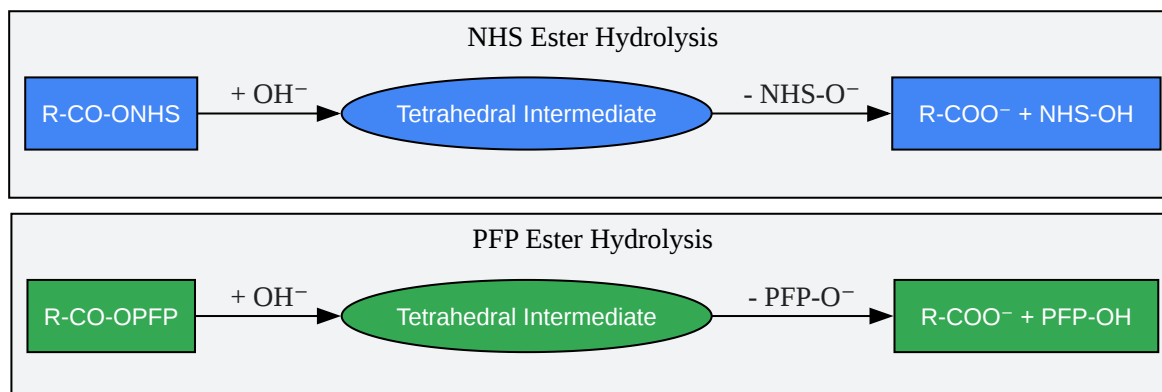 NHS Ester Hydrolysis
R-CO-ONHS
+ OH⁻
Tetrahedral Intermediate
- NHS-O⁻
R-COO⁻ + NHS-OH
PFP Ester Hydrolysis
R-CO-OPFP
+ OH⁻
Tetrahedral Intermediate
- PFP-O⁻
R-COO⁻ + PFP-OH